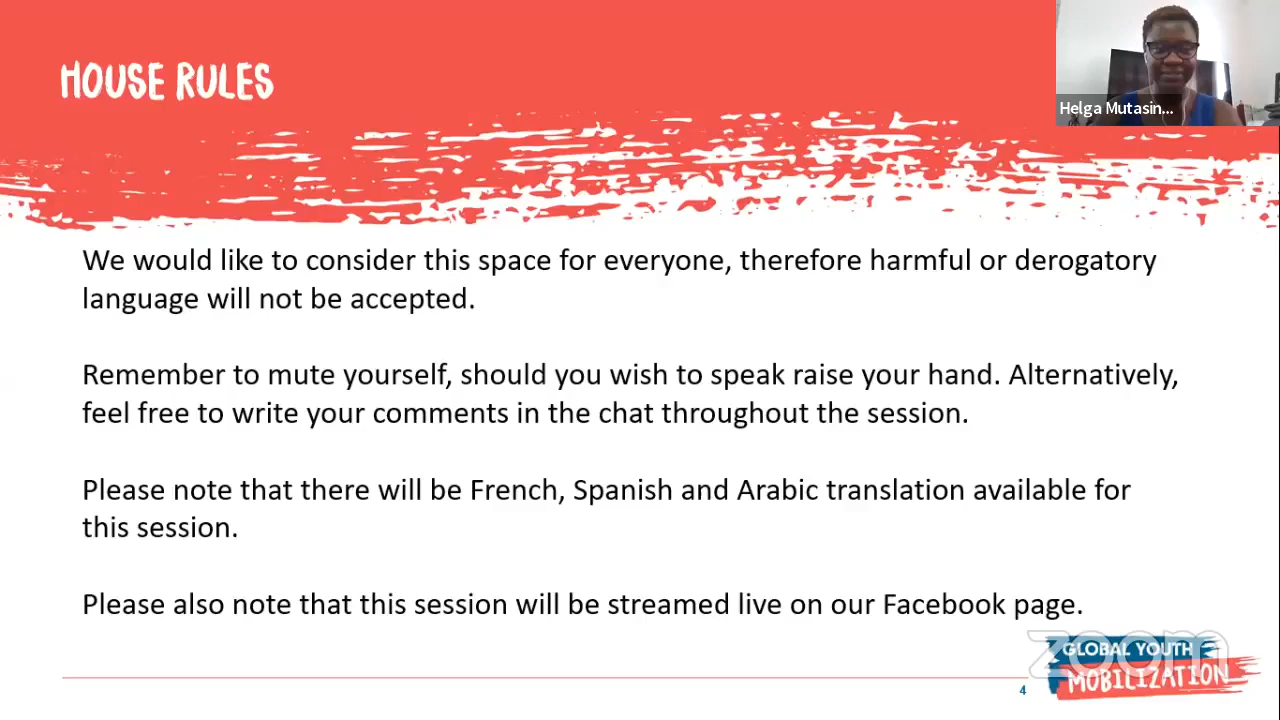 HOUSE RULES
Helga Mutasin...
We would like to consider this space for everyone, therefore harmful or derogatory
language will not be accepted.
Remember to mute yourself, should you wish to speak raise your hand. Alternatively,
feel free to write your comments in the chat throughout the session.
Please note that there will be French, Spanish and Arabic translation available for
this session.
Please also note that this session will be streamed live on our Facebook page.
zoom
GLOBAL YOUTH
MOBILIZATION
4